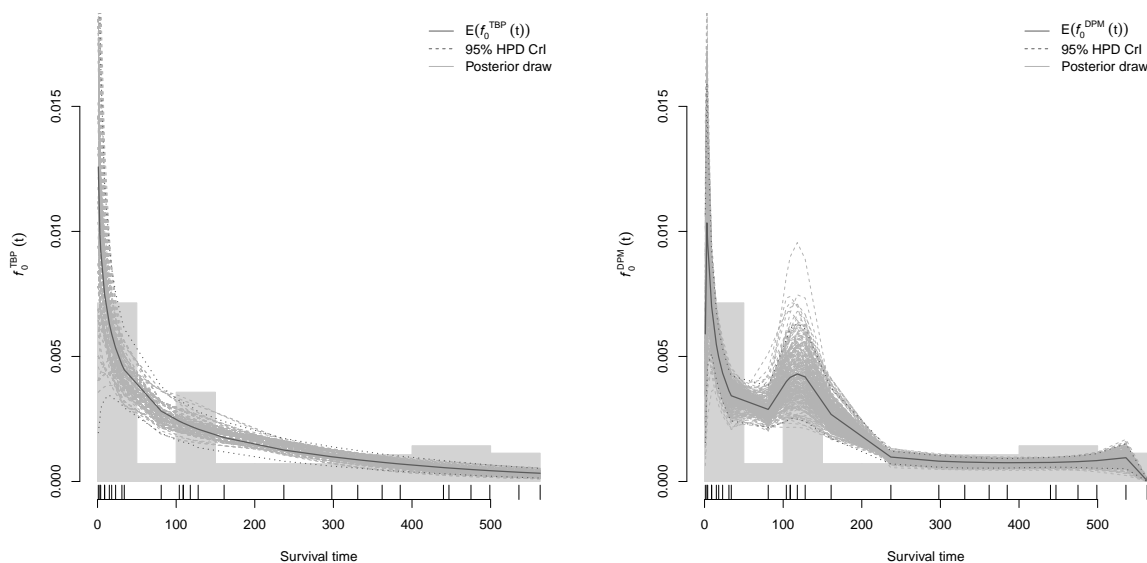 E(f₀ᵀᴮᴾ(t))
95% HPD CrI
Posterior draw
0.015
0.010
0.005
0.000
f₀ᵀᴮᴾ(t)
0 100 200 300 400 500
Survival time
E(f₀ᴰᴾᴹ(t))
95% HPD CrI
Posterior draw
0.015
0.010
0.005
0.000
f₀ᴰᴾᴹ(t)
0 100 200 300 400 500
Survival time